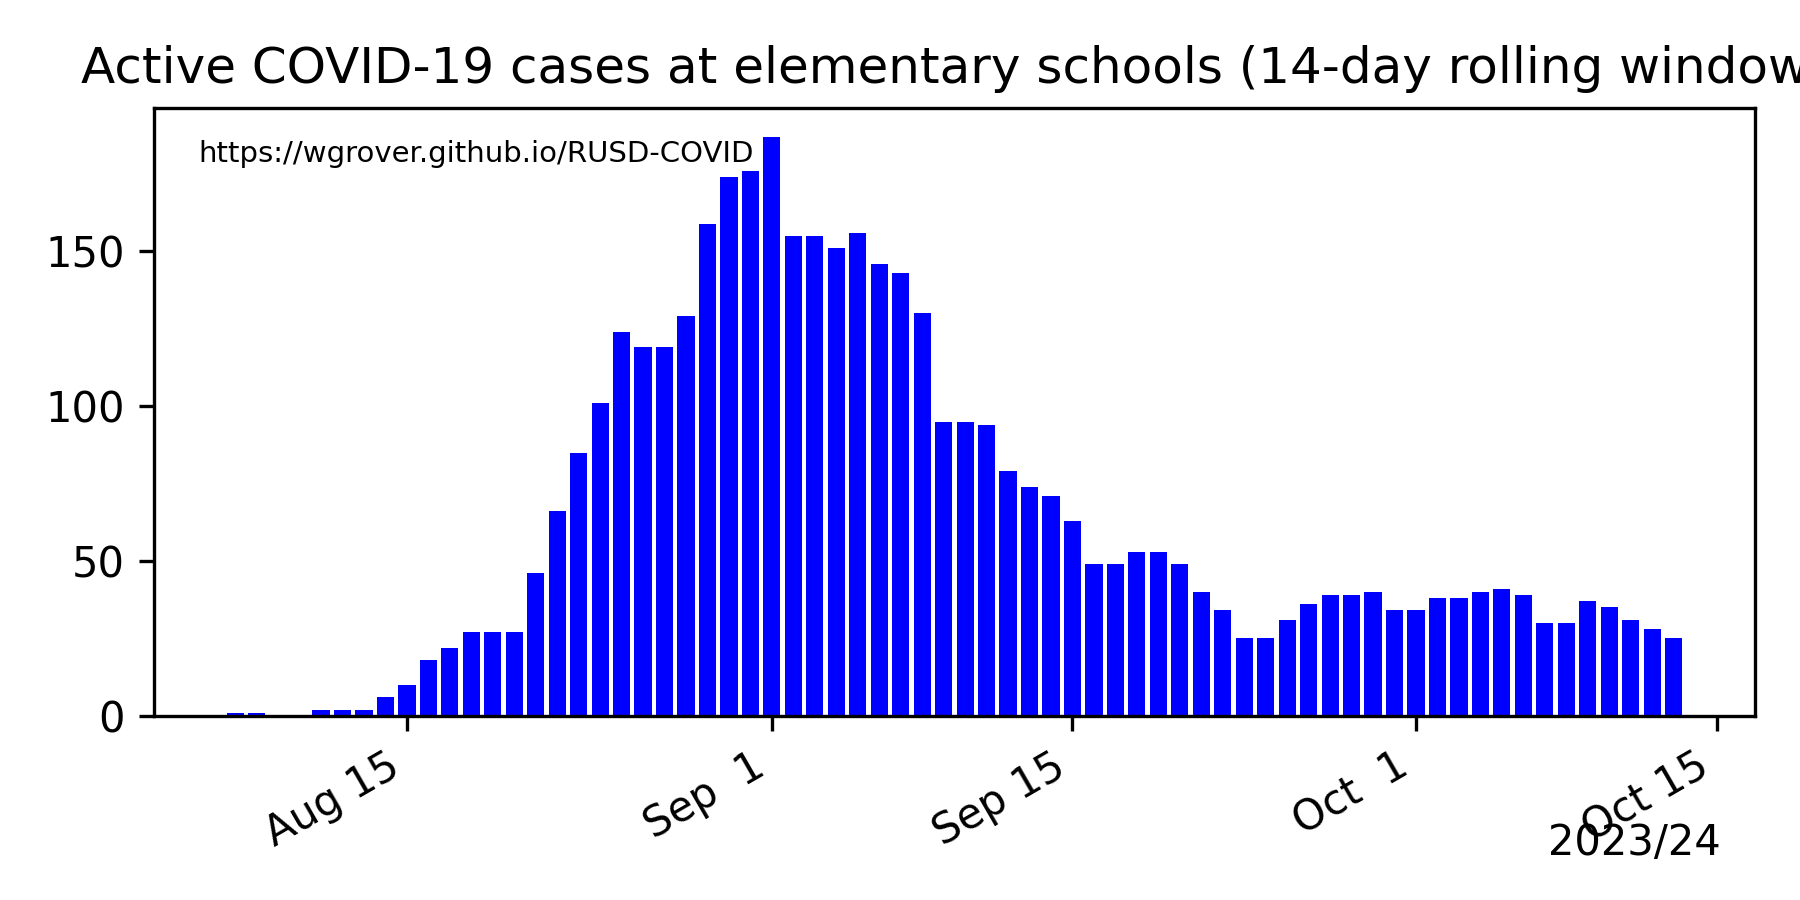 Active COVID-19 cases at elementary schools (14-day rolling window
https://wgrover.github.io/RUSD-COVID
150
100
50
0
Aug 15
Sep 1
Sep 15
Oct 1
Oct 15
2023/24